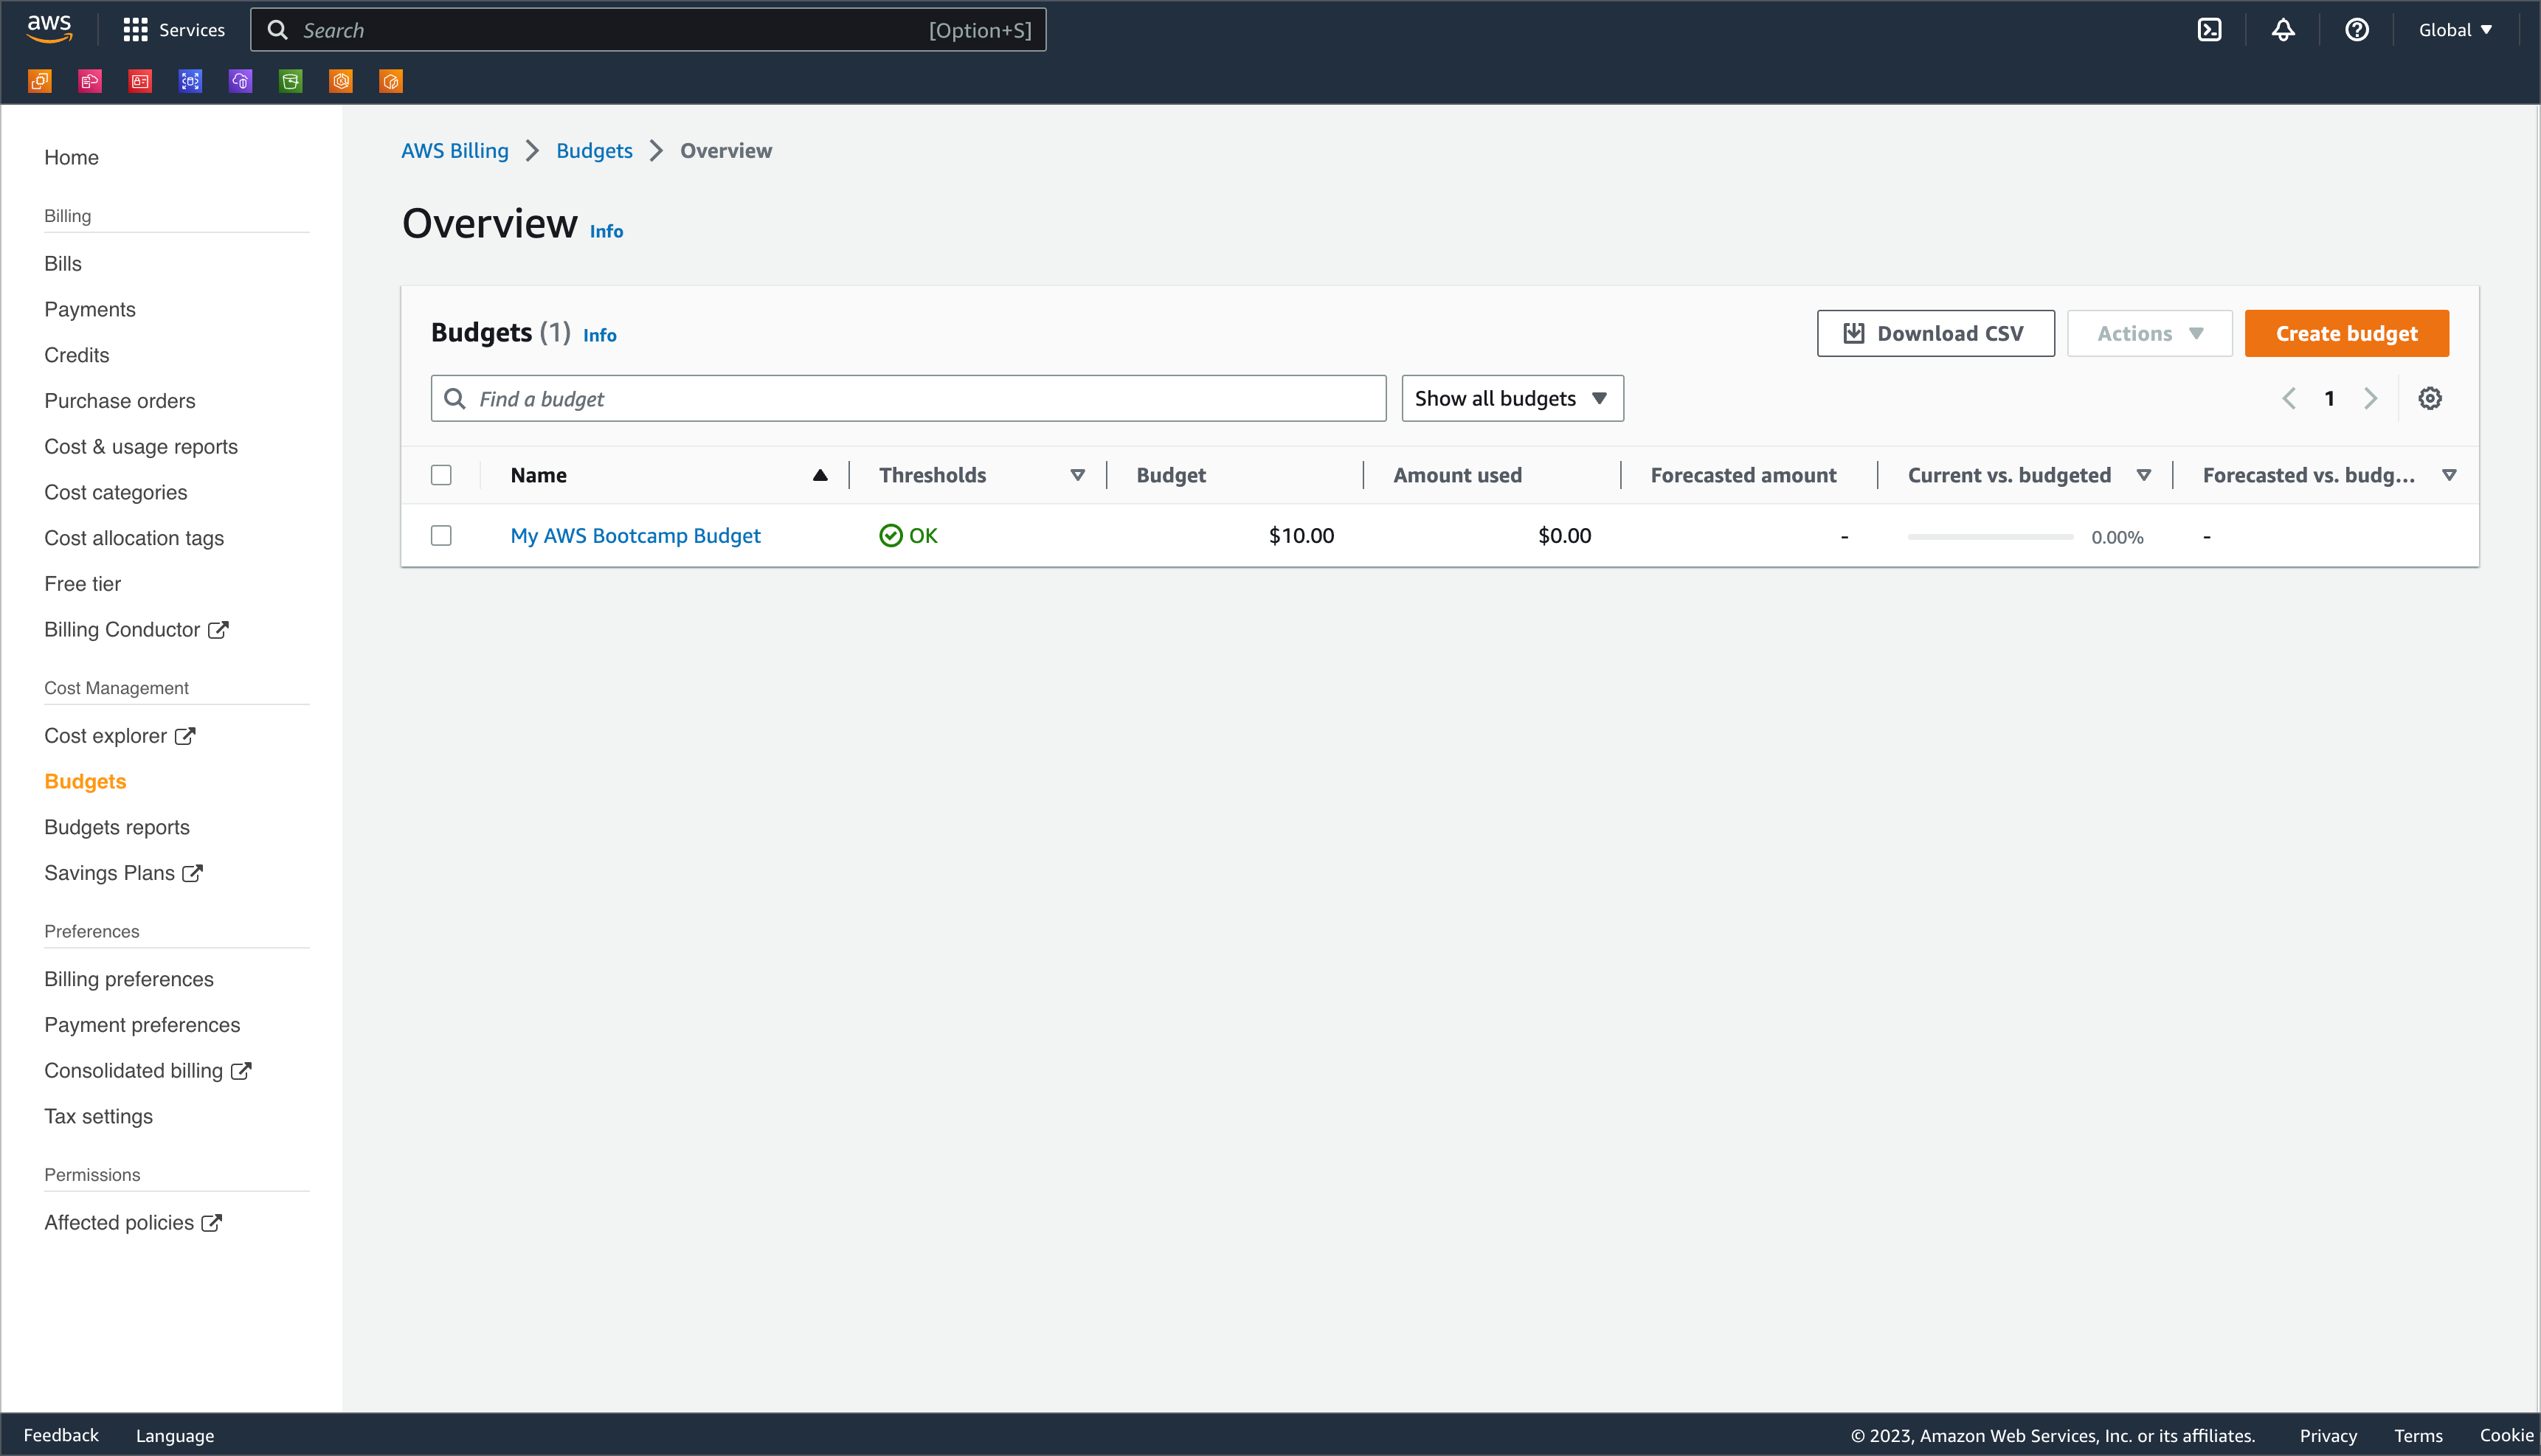 aws
Services
Search [Option+S]
Global
Home
Billing
Bills
Payments
Credits
Purchase orders
Cost & usage reports
Cost categories
Cost allocation tags
Free tier
Billing Conductor
Cost Management
Cost explorer
Budgets
Budgets reports
Savings Plans
Preferences
Billing preferences
Payment preferences
Consolidated billing
Tax settings
Permissions
Affected policies
AWS Billing Budgets Overview
Overview Info
Budgets (1) Info
Download CSV Actions Create budget
Find a budget Show all budgets 1
Name Thresholds Budget Amount used Forecasted amount Current vs. budgeted Forecasted vs. budg...
My AWS Bootcamp Budget OK $10.00 $0.00 - 0.00% -
Feedback Language © 2023, Amazon Web Services, Inc. or its affiliates. Privacy Terms Cookie